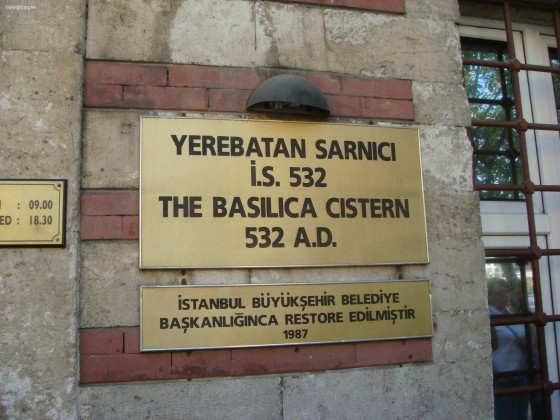 YEREBATAN SARNICI
İ.S. 532
THE BASILICA CISTERN
532 A.D.
İSTANBUL BÜYÜKŞEHİR BELEDİYE
BAŞKANLIĞINCA RESTORE EDİLMİŞTİR
1987
: 09.00
: 18.30